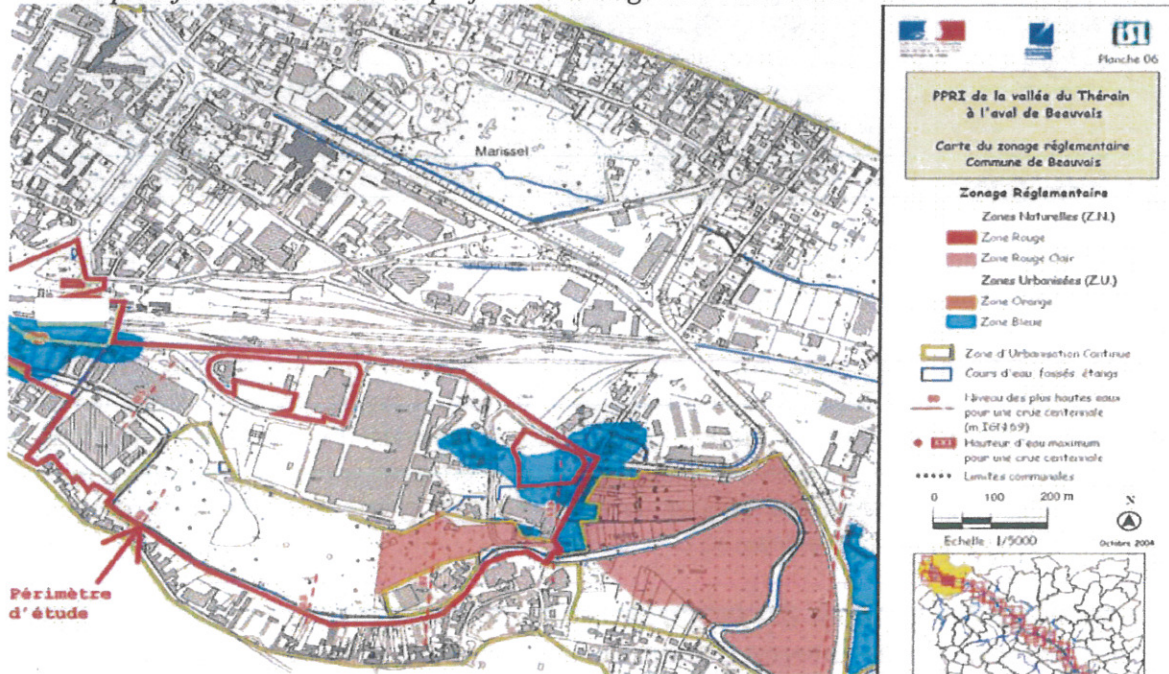 Planche 06
PPRI de la vallée du Thérain
à l'aval de Beauvais
Carte du zonage réglementaire
Commune de Beauvais
Zonage Réglementaire
Zones Naturelles (Z.N.)
Zone Rouge
Zone Rouge Clair
Zones Urbanisées (Z.U.)
Zone Orange
Zone Bleue
Zone d'Urbanisation Continue
Cours d'eau, fossés, étangs
Niveau des plus hautes eaux
pour une crue centennale
(m IGN 69)
Hauteur d'eau maximum
pour une crue centennale
Limites communales
0 100 200 m
N
Echelle : 1/5000
Octobre 2004
Marissel
Périmètre
d'étude